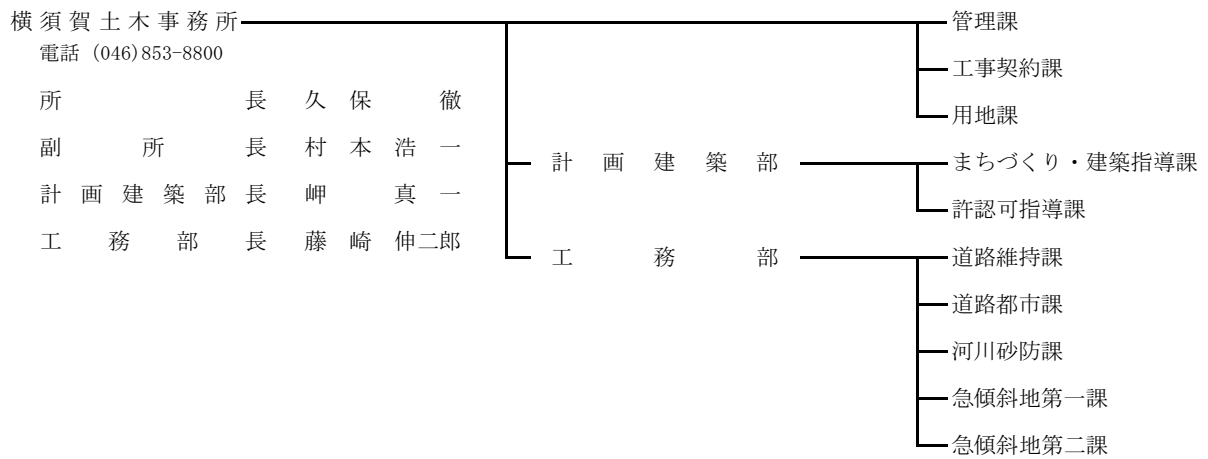 横須賀土木事務所 管理課
電話 (046)853-8800
工事契約課
所長 久保徹
用地課
副所長 村本浩一
計画建築部 まちづくり・建築指導課
計画建築部長 岬真一
許認可指導課
工務部長 藤崎伸二郎
工務部 道路維持課
道路都市課
河川砂防課
急傾斜地第一課
急傾斜地第二課